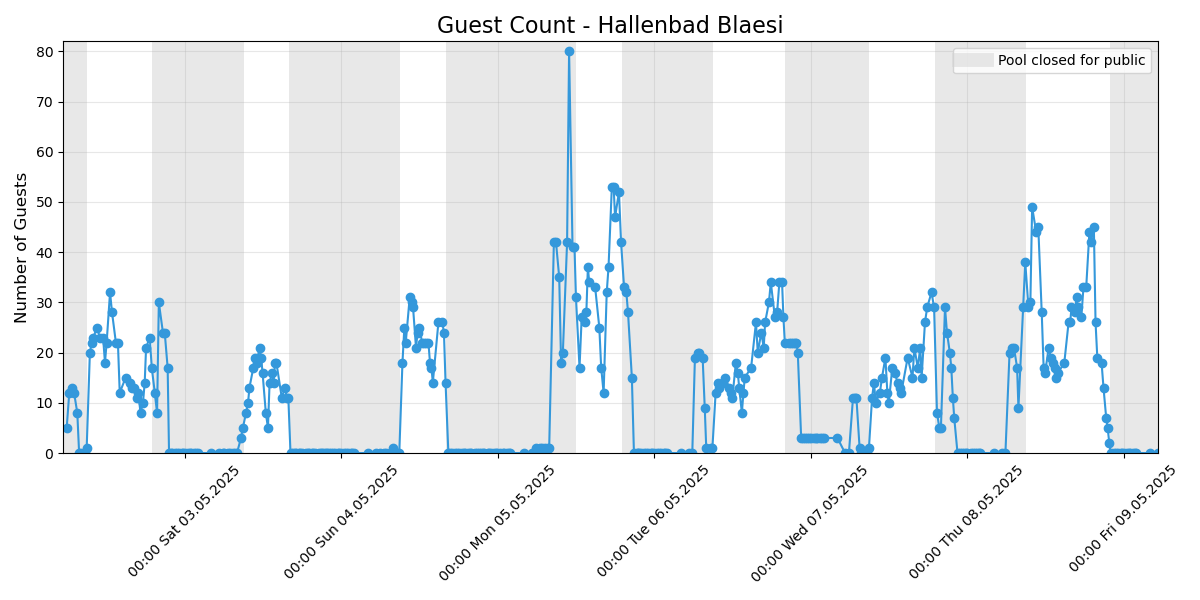 Guest Count - Hallenbad Blaesi
Pool closed for public
Number of Guests
80
70
60
50
40
30
20
10
0
00:00 Sat 03.05.2025
00:00 Sun 04.05.2025
00:00 Mon 05.05.2025
00:00 Tue 06.05.2025
00:00 Wed 07.05.2025
00:00 Thu 08.05.2025
00:00 Fri 09.05.2025